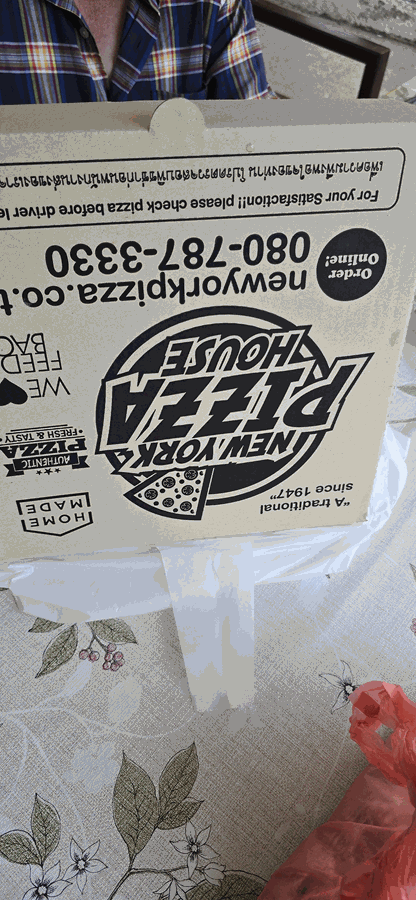 "A traditional
since 1947"
NEW YORK
PIZZA
HOUSE
HOME
MADE
AUTHENTIC
PIZZA
•FRESH & TASTY•
WE
FEED
BAC
Order
Online!
newyorkpizza.co.t
080-787-3330
For your Satisfaction!! please check pizza before driver le